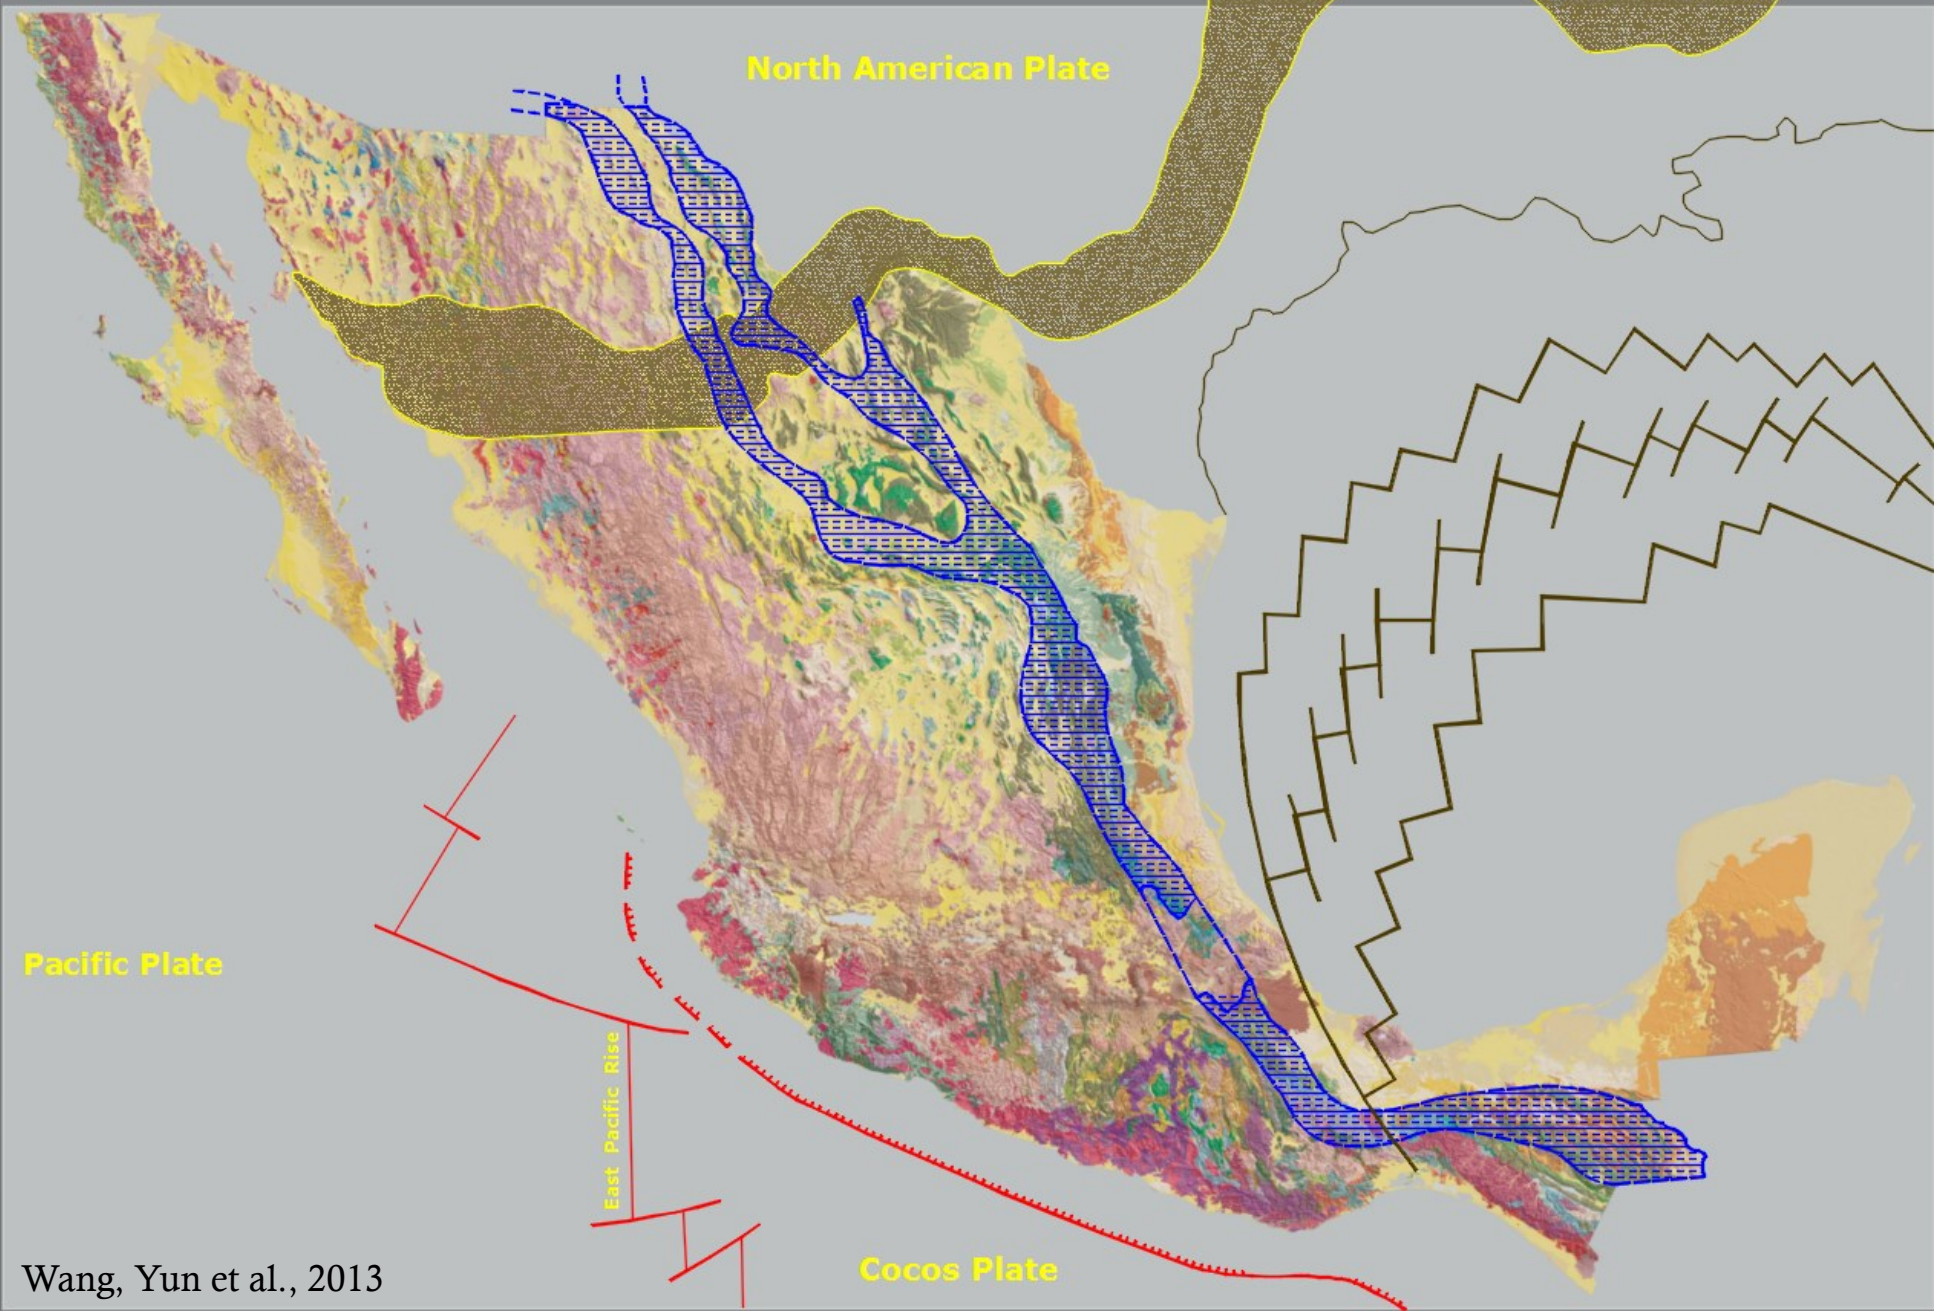 North American Plate
Pacific Plate
East Pacific Rise
Cocos Plate
Wang, Yun et al., 2013